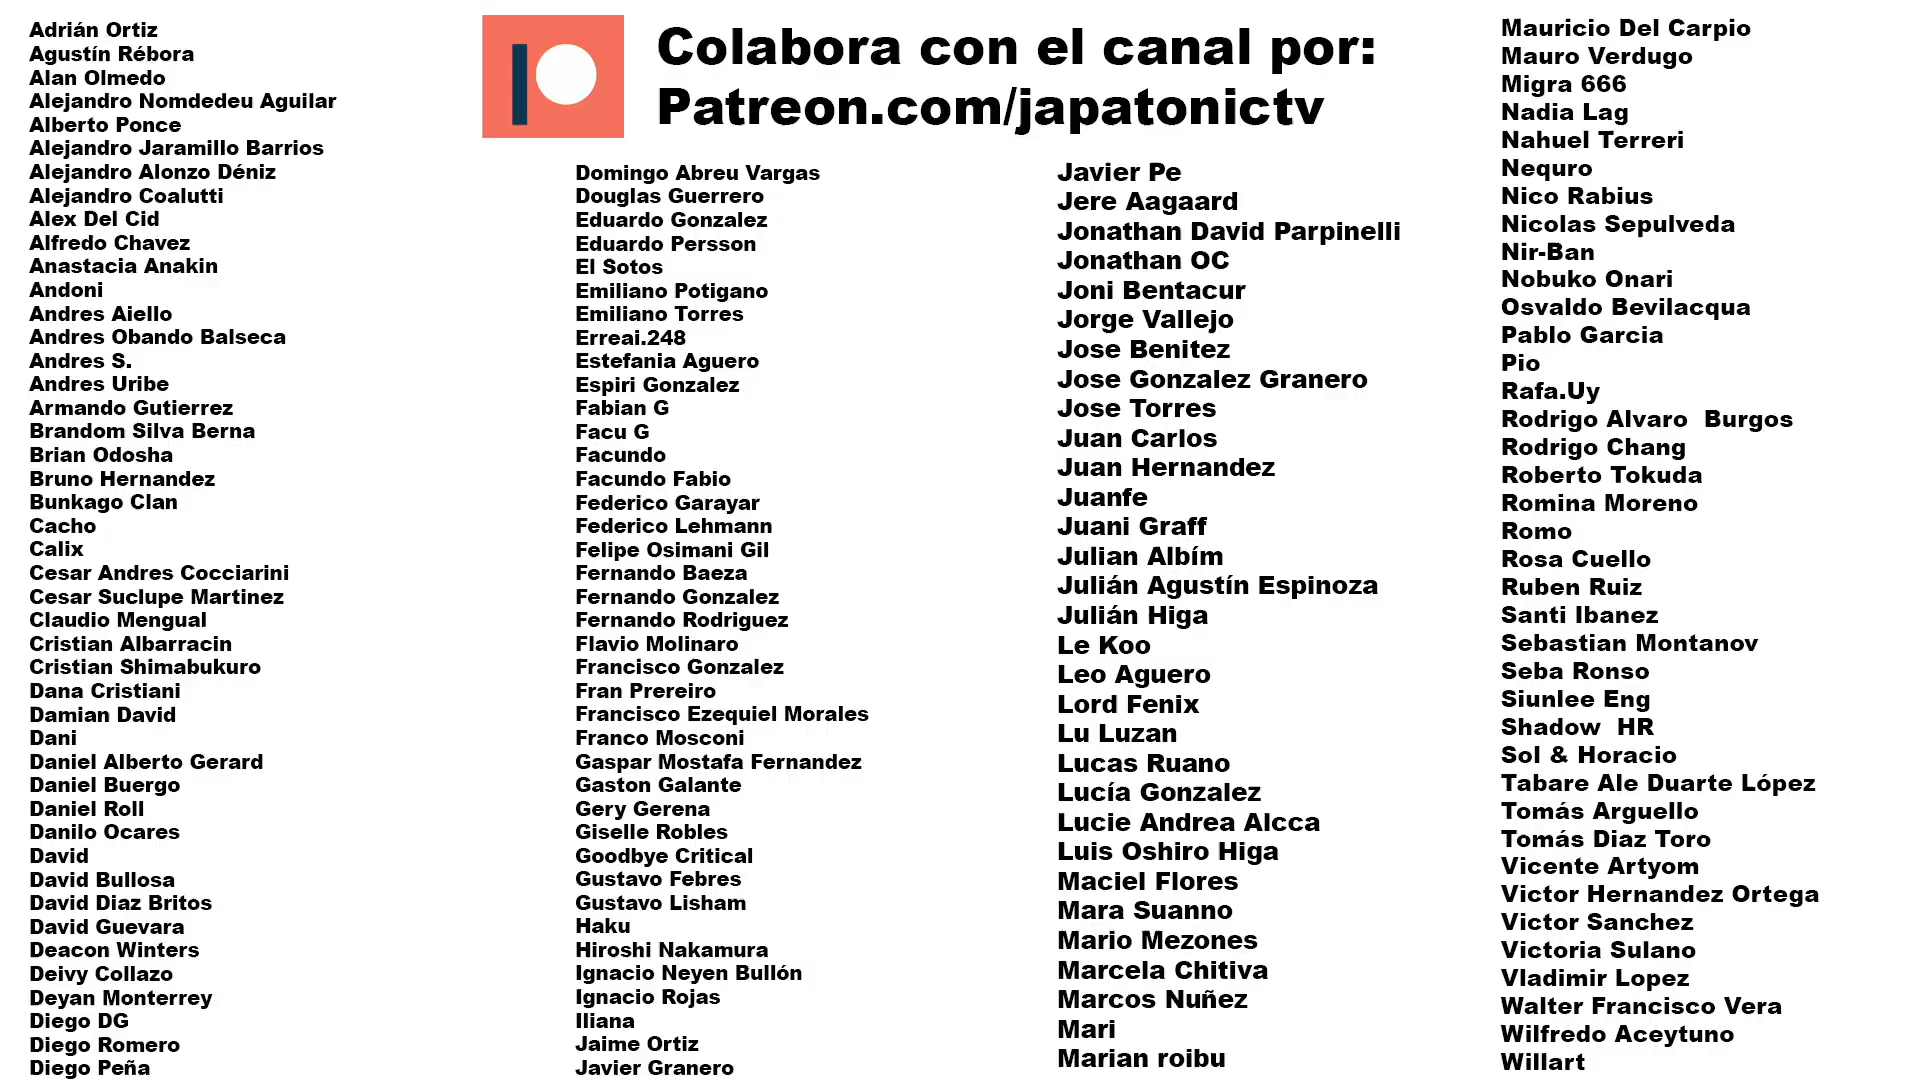 Colabora con el canal por:
Patreon.com/japatonictv
Adrián Ortiz
Agustín Rébora
Alan Olmedo
Alejandro Nomdedeu Aguilar
Alberto Ponce
Alejandro Jaramillo Barrios
Alejandro Alonzo Déniz
Alejandro Coalutti
Alex Del Cid
Alfredo Chavez
Anastacia Anakin
Andoni
Andres Aiello
Andres Obando Balseca
Andres S.
Andres Uribe
Armando Gutierrez
Brandom Silva Berna
Brian Odosha
Bruno Hernandez
Bunkago Clan
Cacho
Calix
Cesar Andres Cocciarini
Cesar Suclupe Martinez
Claudio Mengual
Cristian Albarracin
Cristian Shimabukuro
Dana Cristiani
Damian David
Dani
Daniel Alberto Gerard
Daniel Buergo
Daniel Roll
Danilo Ocares
David
David Bullosa
David Diaz Britos
David Guevara
Deacon Winters
Deivy Collazo
Deyan Monterrey
Diego DG
Diego Romero
Diego Peña
Domingo Abreu Vargas
Douglas Guerrero
Eduardo Gonzalez
Eduardo Persson
El Sotos
Emiliano Potigano
Emiliano Torres
Erreai.248
Estefania Aguero
Espiri Gonzalez
Fabian G
Facu G
Facundo
Facundo Fabio
Federico Garayar
Federico Lehmann
Felipe Osimani Gil
Fernando Baeza
Fernando Gonzalez
Fernando Rodriguez
Flavio Molinaro
Francisco Gonzalez
Fran Prereiro
Francisco Ezequiel Morales
Franco Mosconi
Gaspar Mostafa Fernandez
Gaston Galante
Gery Gerena
Giselle Robles
Goodbye Critical
Gustavo Febres
Gustavo Lisham
Haku
Hiroshi Nakamura
Ignacio Neyen Bullón
Ignacio Rojas
Iliana
Jaime Ortiz
Javier Granero
Javier Pe
Jere Aagaard
Jonathan David Parpinelli
Jonathan OC
Joni Bentacur
Jorge Vallejo
Jose Benitez
Jose Gonzalez Granero
Jose Torres
Juan Carlos
Juan Hernandez
Juanfe
Juani Graff
Julian Albím
Julián Agustín Espinoza
Julián Higa
Le Koo
Leo Aguero
Lord Fenix
Lu Luzan
Lucas Ruano
Lucía Gonzalez
Lucie Andrea Alcca
Luis Oshiro Higa
Maciel Flores
Mara Suanno
Mario Mezones
Marcela Chitiva
Marcos Nuñez
Mari
Marian roibu
Mauricio Del Carpio
Mauro Verdugo
Migra 666
Nadia Lag
Nahuel Terreri
Nequro
Nico Rabius
Nicolas Sepulveda
Nir-Ban
Nobuko Onari
Osvaldo Bevilacqua
Pablo Garcia
Pio
Rafa.Uy
Rodrigo Alvaro  Burgos
Rodrigo Chang
Roberto Tokuda
Romina Moreno
Romo
Rosa Cuello
Ruben Ruiz
Santi Ibanez
Sebastian Montanov
Seba Ronso
Siunlee Eng
Shadow  HR
Sol & Horacio
Tabare Ale Duarte López
Tomás Arguello
Tomás Diaz Toro
Vicente Artyom
Victor Hernandez Ortega
Victor Sanchez
Victoria Sulano
Vladimir Lopez
Walter Francisco Vera
Wilfredo Aceytuno
Willart